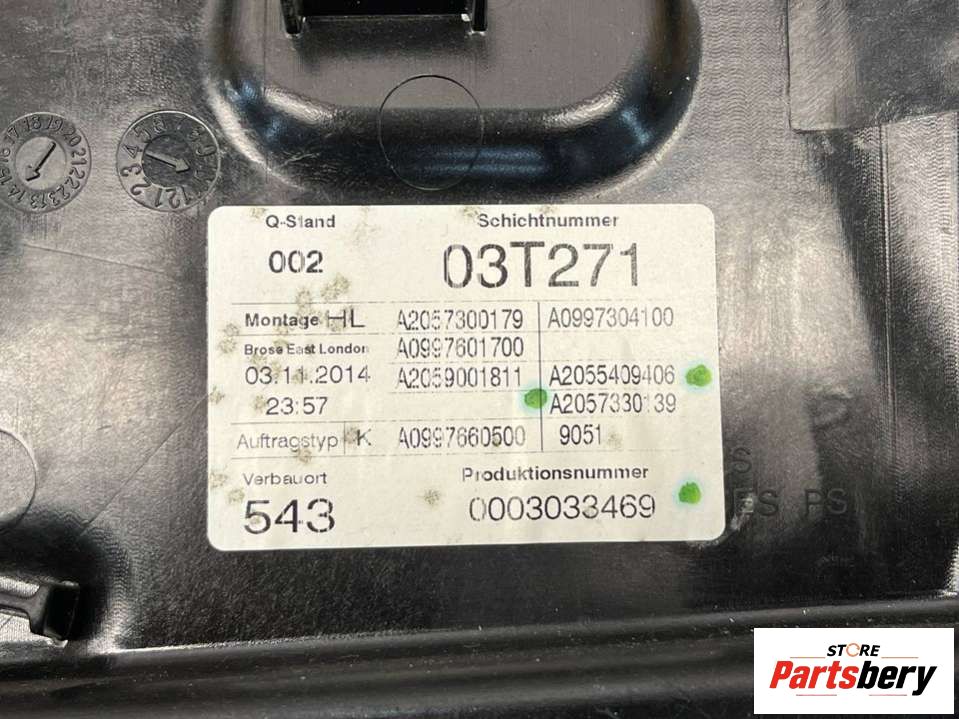 Q-Stand Schichtnummer
002 03T271
Montage HL A2057300179 A0997304100
Brose East London A0997601700
03.11.2014 A2059001811 A2055409406
23:57 A2057330139
Auftragstyp K A0997660500 9051
Verbauort Produktionsnummer
543 0003033469
STORE
Partsbery